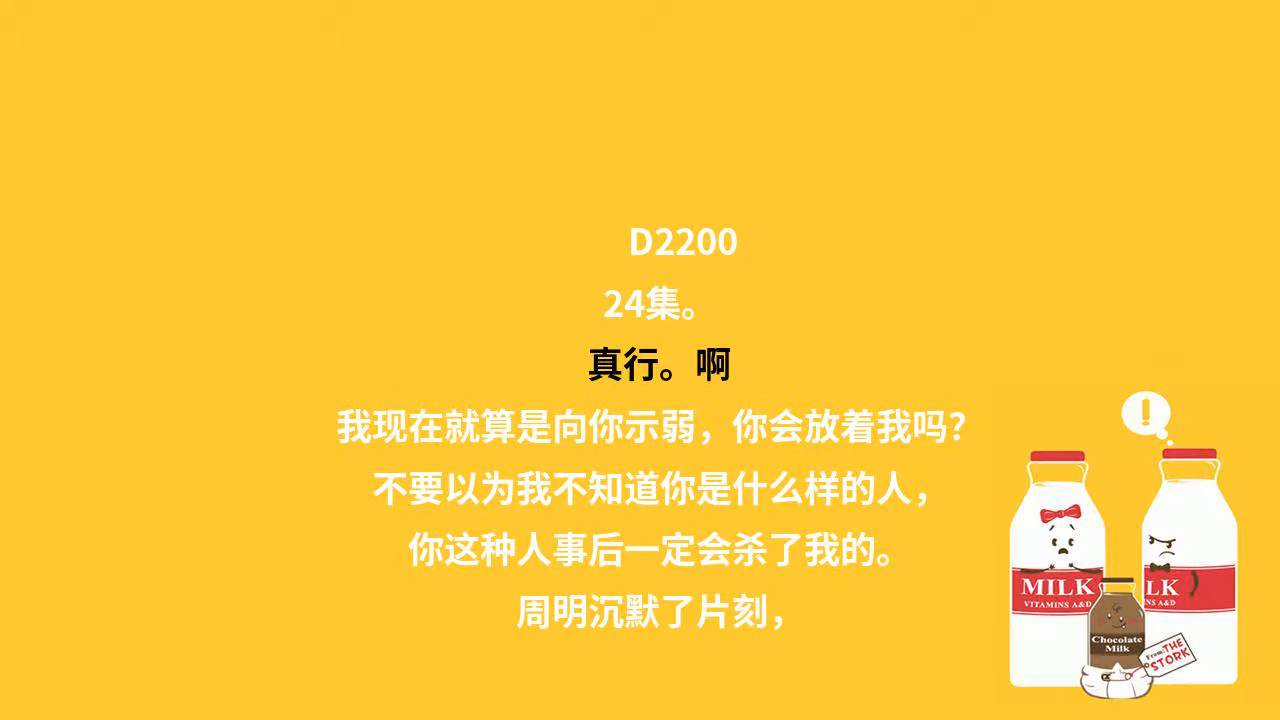 D2200
24集。
真行。啊
我现在就算是向你示弱，你会放着我吗?
不要以为我不知道你是什么样的人，
你这种人事后一定会杀了我的。
周明沉默了片刻，
!
MILK
VITAMINS A&D
LK
NS A&D
Chocolate
Milk
From: THE
STORK